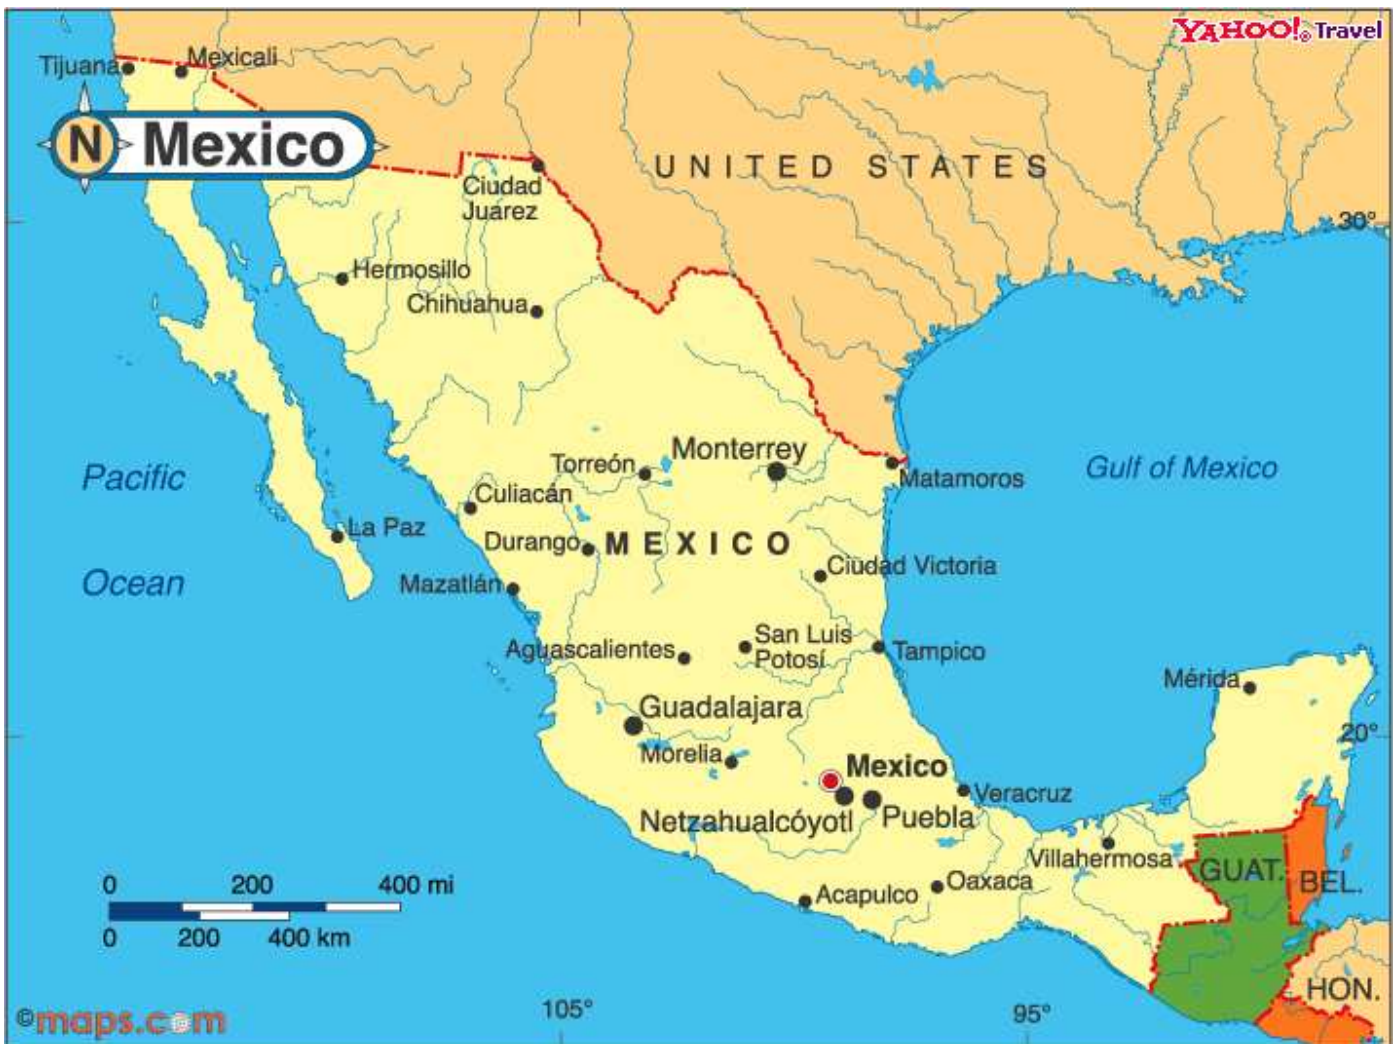 YAHOO!® Travel
Tijuana
Mexicali
N
Mexico
UNITED STATES
Ciudad
Juarez
30°
Hermosillo
Chihuahua
Monterrey
Torreón
Gulf of Mexico
Pacific
Matamoros
Culiacán
La Paz
Durango
MEXICO
Ciudad Victoria
Ocean
Mazatlán
San Luis
Potosí
Aguascalientes
Tampico
Mérida
Guadalajara
20°
Morelia
Mexico
Veracruz
Netzahualcóyotl
Puebla
Villahermosa
GUAT.
BEL.
0 200 400 mi
Acapulco
Oaxaca
0 200 400 km
HON.
105°
95°
©maps.com